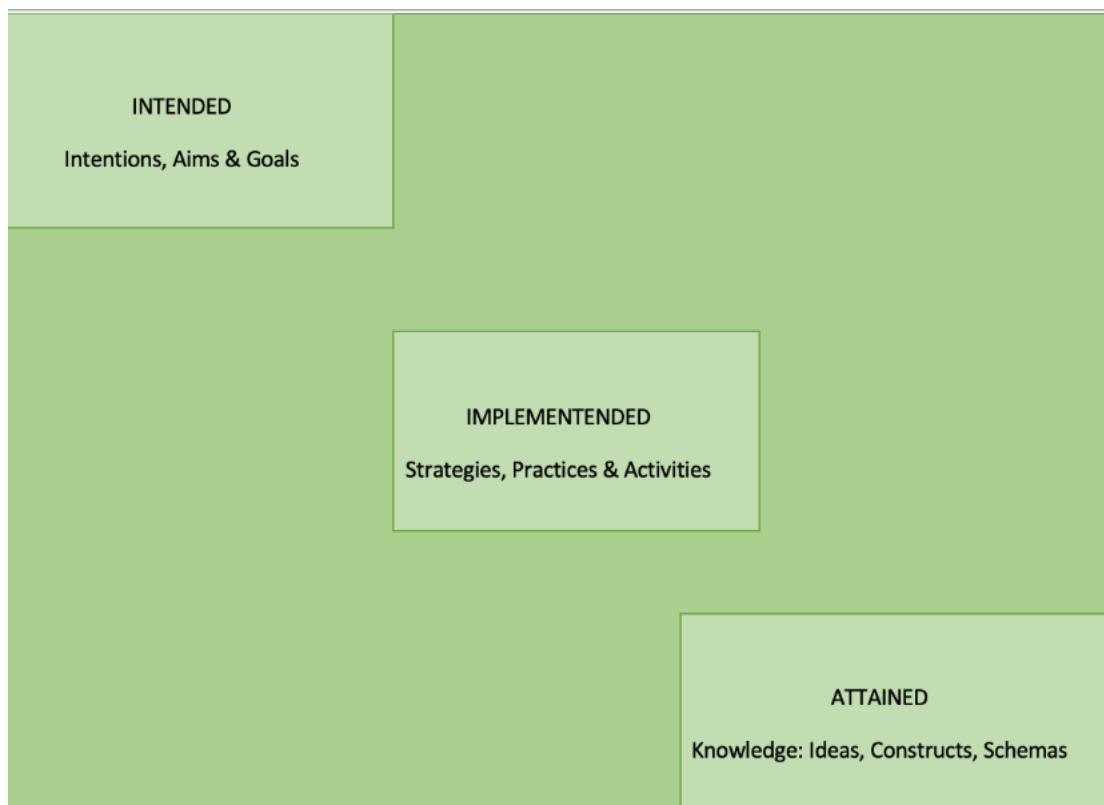 INTENDED
Intentions, Aims & Goals
IMPLEMENTENDED
Strategies, Practices & Activities
ATTAINED
Knowledge: Ideas, Constructs, Schemas